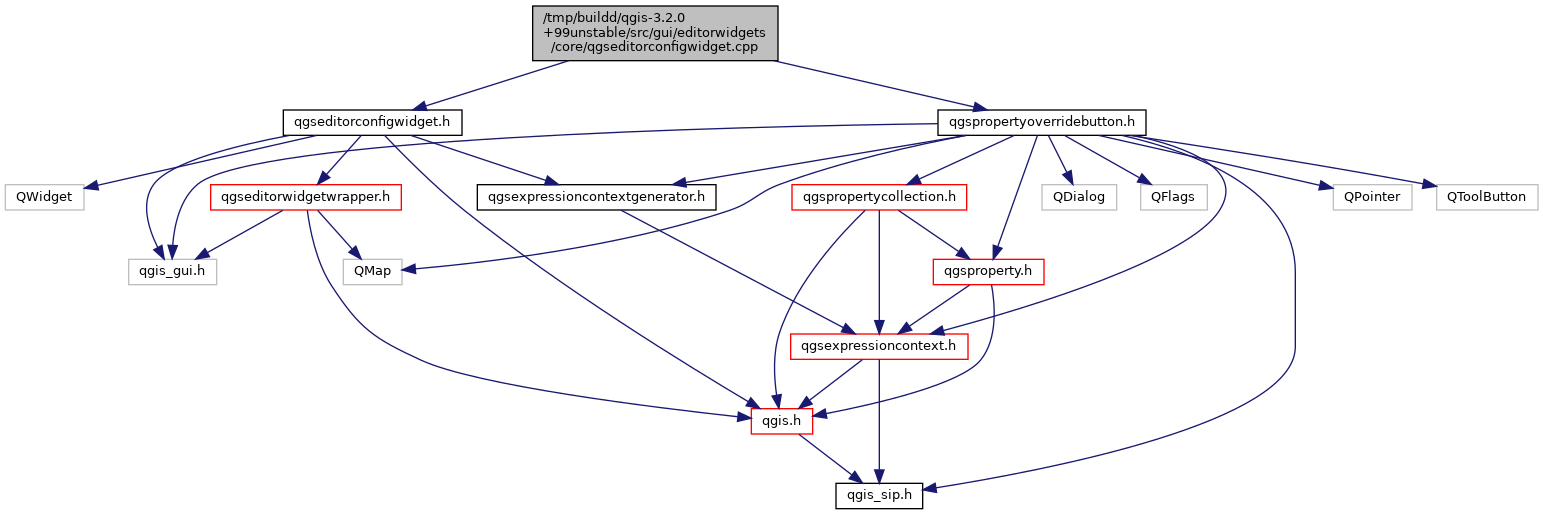 /tmp/buildd/qgis-3.2.0
+99unstable/src/gui/editorwidgets
/core/qgseditorconfigwidget.cpp
qgseditorconfigwidget.h
qgspropertyoverridebutton.h
QWidget
qgseditorwidgetwrapper.h
qgsexpressioncontextgenerator.h
qgspropertycollection.h
QDialog
QFlags
QPointer
QToolButton
qgis_gui.h
QMap
qgsproperty.h
qgsexpressioncontext.h
qgis.h
qgis_sip.h